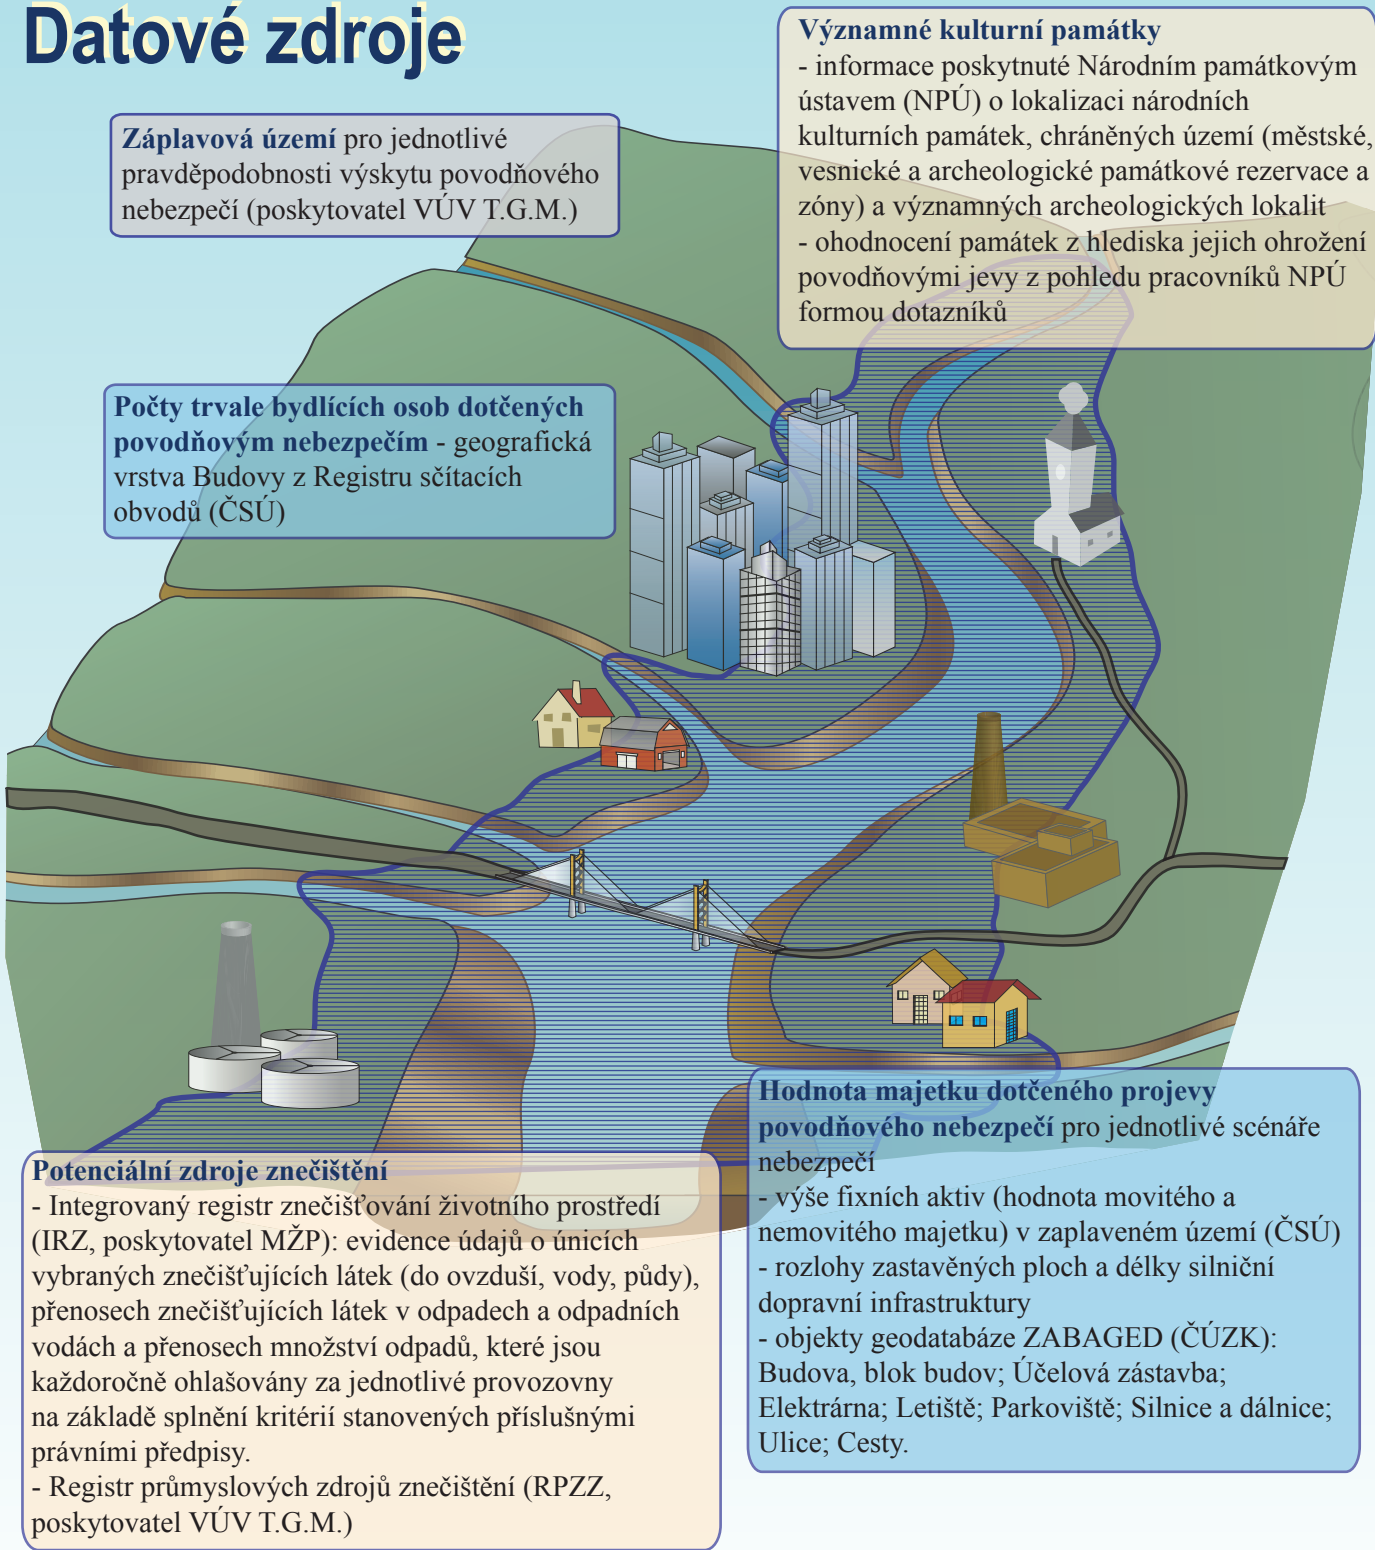 Datové zdroje
Záplavová území pro jednotlivé
pravděpodobnosti výskytu povodňového
nebezpečí (poskytovatel VÚV T.G.M.)
Významné kulturní památky
- informace poskytnuté Národním památkovým
ústavem (NPÚ) o lokalizaci národních
kulturních památek, chráněných území (městské,
vesnické a archeologické památkové rezervace a
zóny) a významných archeologických lokalit
- ohodnocení památek z hlediska jejich ohrožení
povodňovými jevy z pohledu pracovníků NPÚ
formou dotazníků
Počty trvale bydlících osob dotčených
povodňovým nebezpečím - geografická
vrstva Budovy z Registru sčítacích
obvodů (ČSÚ)
Potenciální zdroje znečištění
- Integrovaný registr znečišťování životního prostředí
(IRZ, poskytovatel MŽP): evidence údajů o únicích
vybraných znečišťujících látek (do ovzduší, vody, půdy),
přenosech znečišťujících látek v odpadech a odpadních
vodách a přenosech množství odpadů, které jsou
každoročně ohlašovány za jednotlivé provozovny
na základě splnění kritérií stanovených příslušnými
právními předpisy.
- Registr průmyslových zdrojů znečištění (RPZZ,
poskytovatel VÚV T.G.M.)
Hodnota majetku dotčeného projevy
povodňového nebezpečí pro jednotlivé scénáře
nebezpečí
- výše fixních aktiv (hodnota movitého a
nemovitého majetku) v zaplaveném území (ČSÚ)
- rozlohy zastavěných ploch a délky silniční
dopravní infrastruktury
- objekty geodatabáze ZABAGED (ČÚZK):
Budova, blok budov; Účelová zástavba;
Elektrárna; Letiště; Parkoviště; Silnice a dálnice;
Ulice; Cesty.